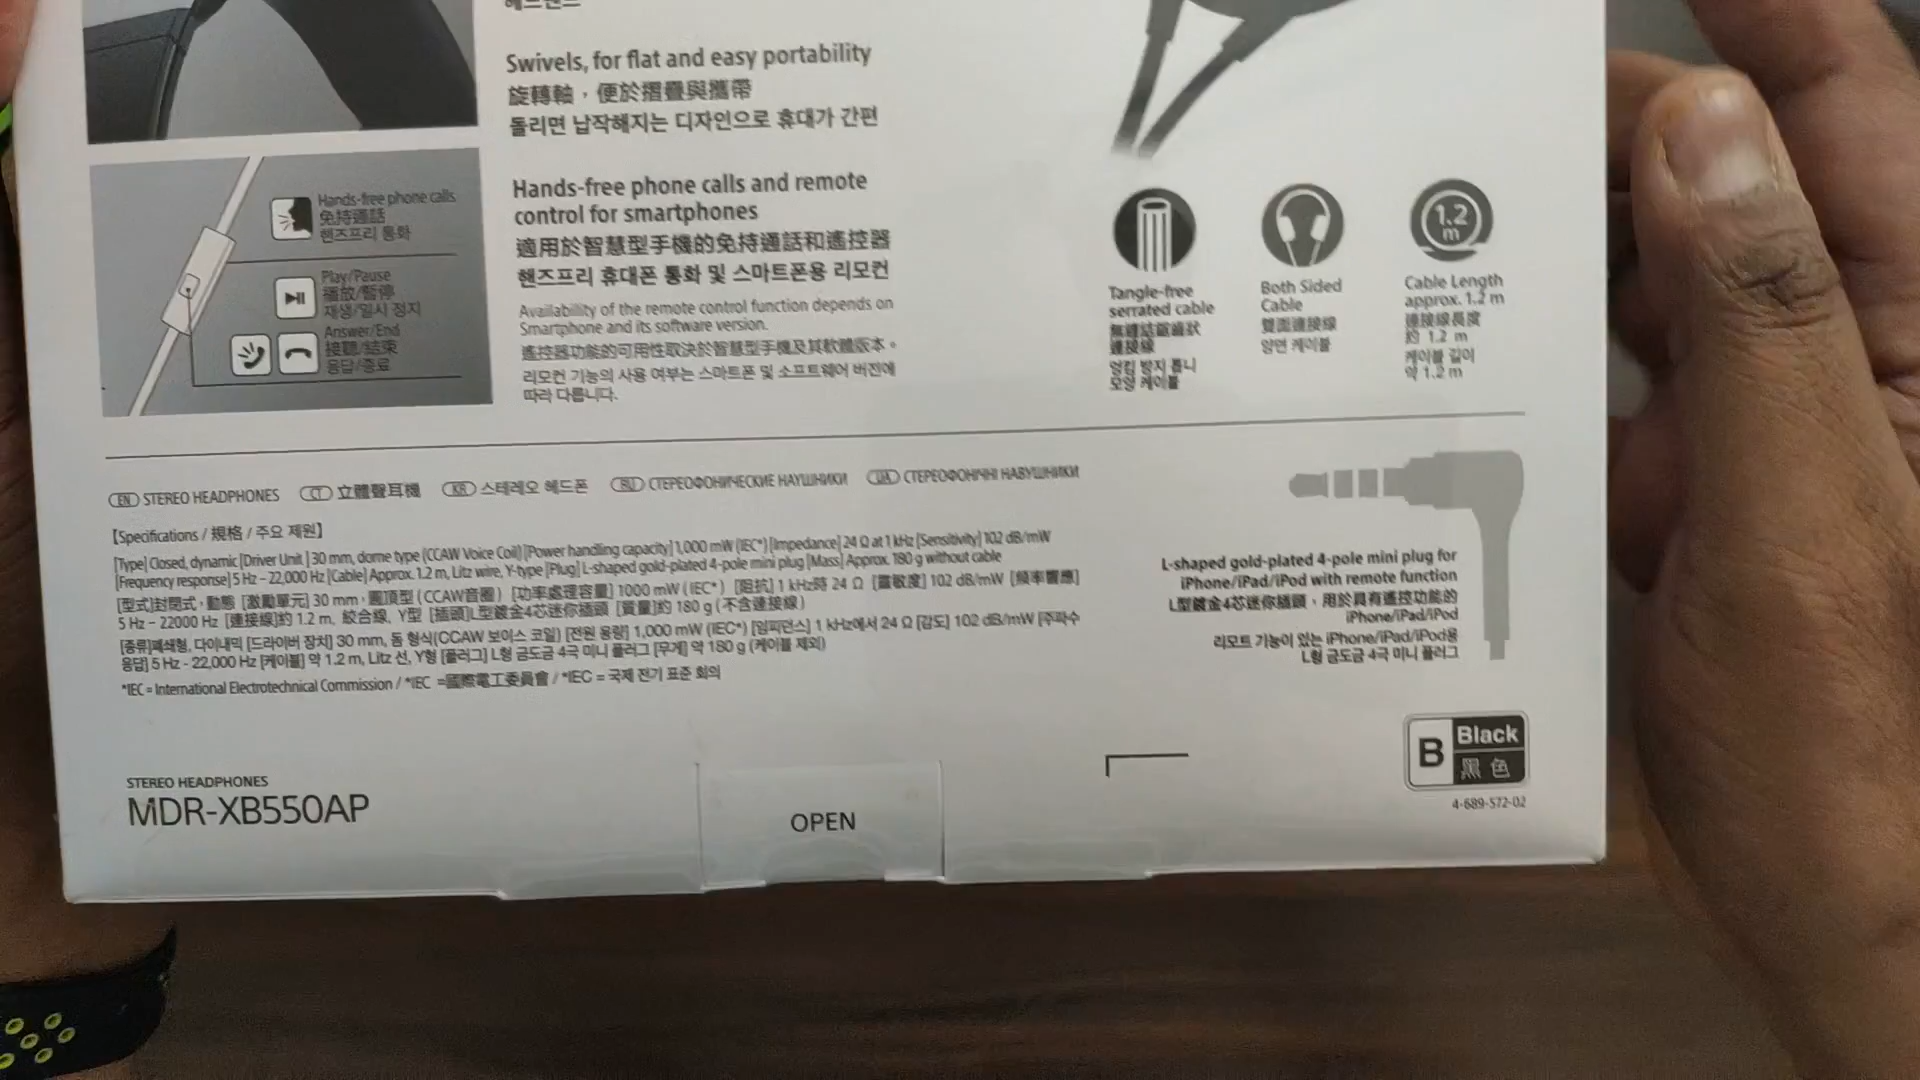 Swivels, for flat and easy portability
旋轉軸，便於摺疊與攜帶
돌리면 납작해지는 디자인으로 휴대가 간편
Hands-free phone calls
免持通話
핸즈프리 통화
Play/Pause
播放/暫停
재생/일시 정지
Answer/End
接聽/結束
응답/종료
Hands-free phone calls and remote
control for smartphones
適用於智慧型手機的免持通話和遙控器
핸즈프리 휴대폰 통화 및 스마트폰용 리모컨
Availability of the remote control function depends on
Smartphone and its software version.
遙控器功能的可用性取決於智慧型手機及其軟體版本。
리모컨 기능의 사용 여부는 스마트폰 및 소프트웨어 버전에
따라 다릅니다.
Tangle-free
serrated cable
無纏結鋸齒狀
連接線
엉킴 방지 톱니
모양 케이블
Both Sided
Cable
雙面連接線
양면 케이블
1.2
m
Cable Length
approx. 1.2 m
連接線長度
約 1.2 m
케이블 길이
약 1.2 m
EN STEREO HEADPHONES CT 立體聲耳機 KR 스테레오 헤드폰 RU СТЕРЕОФОНИЧЕСКИЕ НАУШНИКИ UA СТЕРЕОФОНІЧНІ НАВУШНИКИ
【Specifications / 規格 / 주요 제원】
[Type] Closed, dynamic [Driver Unit] 30 mm, dome type (CCAW Voice Coil) [Power handling capacity] 1,000 mW (IEC*) [Impedance] 24 Ω at 1 kHz [Sensitivity] 102 dB/mW
[Frequency response] 5 Hz – 22,000 Hz [Cable] Approx. 1.2 m, Litz wire, Y-type [Plug] L-shaped gold-plated 4-pole mini plug [Mass] Approx. 180 g without cable
[型式]封閉式，動態 [激勵單元] 30 mm，圓頂型 (CCAW音圈) [功率處理容量] 1000 mW (IEC*) [阻抗] 1 kHz時 24 Ω [靈敏度] 102 dB/mW [頻率響應]
5 Hz – 22000 Hz [連接線]約 1.2 m, 絞合線, Y型 [插頭]L型鍍金4芯迷你插頭 [質量]約 180 g (不含連接線)
[종류]폐쇄형, 다이내믹 [드라이버 장치] 30 mm, 돔 형식(CCAW 보이스 코일) [전원 용량] 1,000 mW (IEC*) [임피던스] 1 kHz에서 24 Ω [감도] 102 dB/mW [주파수
응답] 5 Hz - 22,000 Hz [케이블] 약 1.2 m, Litz 선, Y형 [플러그] L형 금도금 4극 미니 플러그 [무게] 약 180 g (케이블 제외)
*IEC = International Electrotechnical Commission / *IEC =國際電工委員會 / *IEC = 국제 전기 표준 회의
L-shaped gold-plated 4-pole mini plug for
iPhone/iPad/iPod with remote function
L型鍍金4芯迷你插頭，用於具有遙控功能的
iPhone/iPad/iPod
리모트 기능이 있는 iPhone/iPad/iPod용
L형 금도금 4극 미니 플러그
STEREO HEADPHONES
MDR-XB550AP
OPEN
B Black
黑 色
4-689-572-02